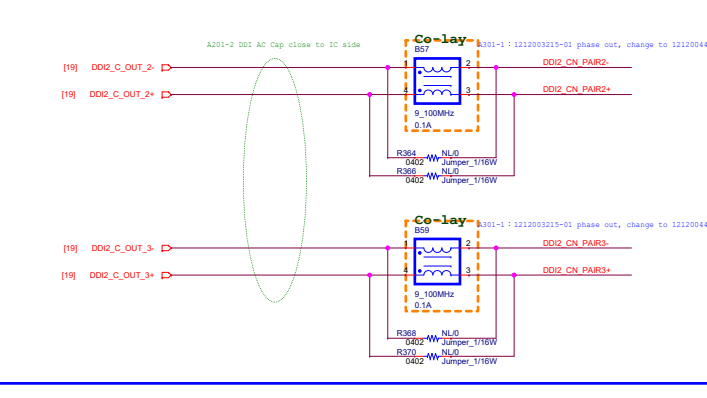 Co-lay
A201-2 DDI AC Cap close to IC side
B57
A301-1：1212003215-01 phase out, change to 12120044
[19] DDI2_C_OUT_2-
1
2
DDI2_CN_PAIR2-
[19] DDI2_C_OUT_2+
4
3
DDI2_CN_PAIR2+
9_100MHz
0.1A
R364 NL/0
0402 Jumper_1/16W
R366 NL/0
0402 Jumper_1/16W
Co-lay
A301-1：1212003215-01 phase out, change to 12120044
B59
[19] DDI2_C_OUT_3-
1
2
DDI2_CN_PAIR3-
[19] DDI2_C_OUT_3+
4
3
DDI2_CN_PAIR3+
9_100MHz
0.1A
R368 NL/0
0402 Jumper_1/16W
R370 NL/0
0402 Jumper_1/16W